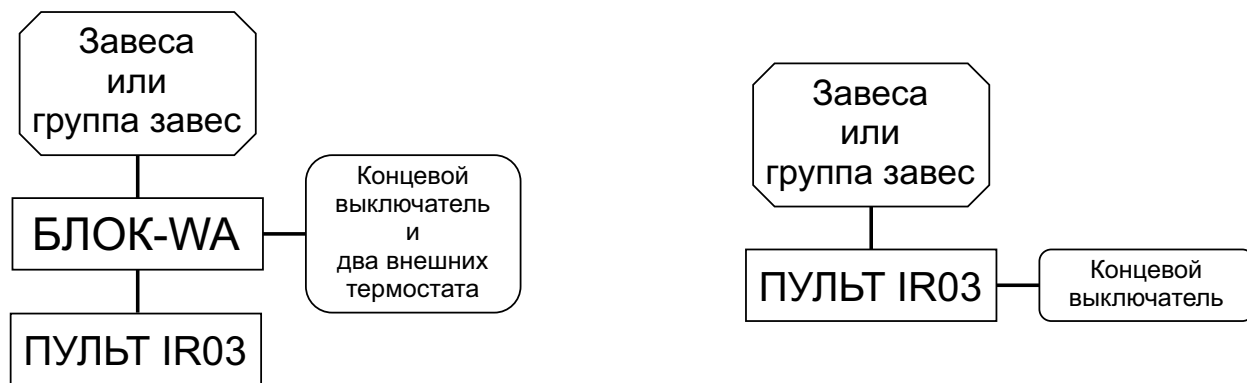 Завеса
или
группа завес
БЛОК-WA
Концевой
выключатель
и
два внешних
термостата
ПУЛЬТ IR03
Завеса
или
группа завес
ПУЛЬТ IR03
Концевой
выключатель